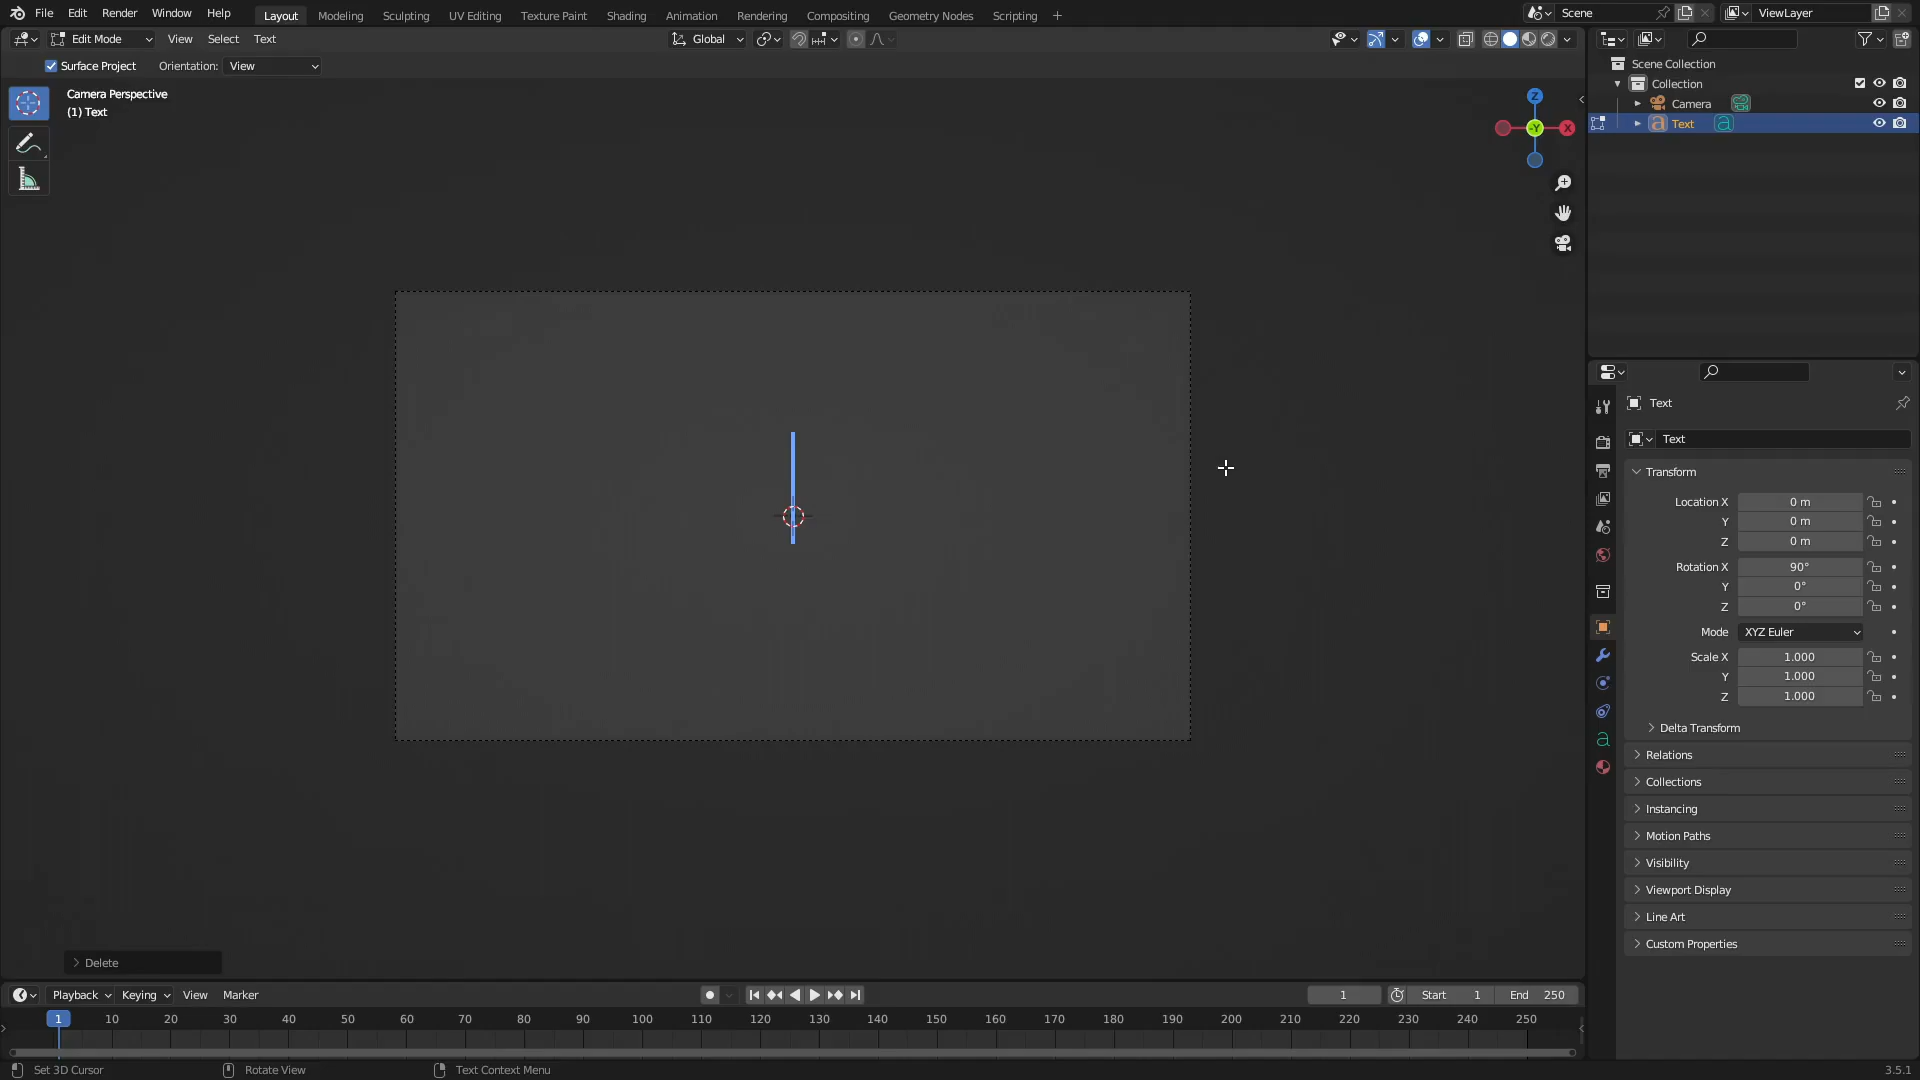 File Edit Render Window Help Layout Modeling Sculpting UV Editing Texture Paint Shading Animation Rendering Compositing Geometry Nodes Scripting + Scene ViewLayer
Edit Mode View Select Text Global
Surface Project Orientation: View
Camera Perspective
(1) Text
Z
-Y
X
Scene Collection
Collection
Camera
Text
Text
Text
Transform
Location X 0 m
Y 0 m
Z 0 m
Rotation X 90°
Y 0°
Z 0°
Mode XYZ Euler
Scale X 1.000
Y 1.000
Z 1.000
Delta Transform
Relations
Collections
Instancing
Motion Paths
Visibility
Viewport Display
Line Art
Custom Properties
Delete
Playback Keying View Marker 1 Start 1 End 250
1 10 20 30 40 50 60 70 80 90 100 110 120 130 140 150 160 170 180 190 200 210 220 230 240 250
Set 3D Cursor Rotate View Text Context Menu 3.5.1